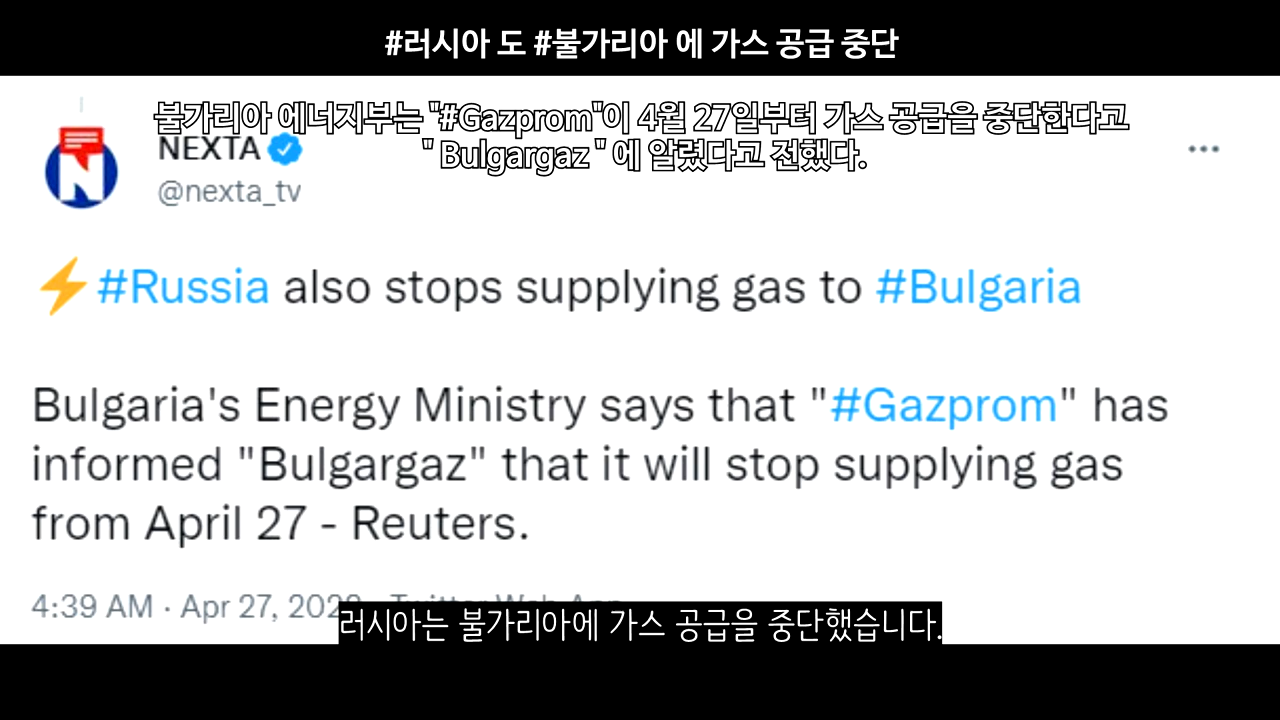 #러시아 도 #불가리아 에 가스 공급 중단
불가리아 에너지부는 "#Gazprom"이 4월 27일부터 가스 공급을 중단한다고
" Bulgargaz " 에 알렸다고 전했다.
NEXTA
@nexta_tv
#Russia also stops supplying gas to #Bulgaria
Bulgaria's Energy Ministry says that "#Gazprom" has
informed "Bulgargaz" that it will stop supplying gas
from April 27 - Reuters.
4:39 AM · Apr 27, 2022 · Twitter Web App
러시아는 불가리아에 가스 공급을 중단했습니다.